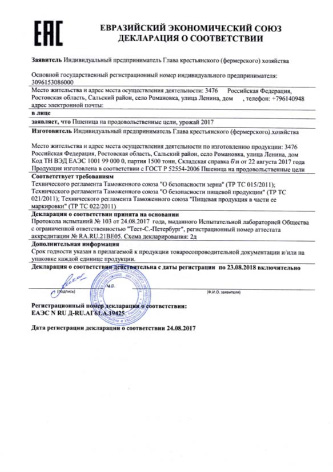 ЕАС
ЕВРАЗИЙСКИЙ ЭКОНОМИЧЕСКИЙ СОЮЗ
ДЕКЛАРАЦИЯ О СООТВЕТСТВИИ
Заявитель Индивидуальный предприниматель Глава крестьянского (фермерского) хозяйства
Основной государственный регистрационный номер индивидуального предпринимателя:
3096153086000
Место жительства и адрес места осуществления деятельности: 3476 Российская Федерация,
Ростовская область, Сальский район, село Романовка, улица Ленина, дом , телефон: +796140948
адрес электронной почты:
в лице
заявляет, что Пшеница на продовольственные цели, урожай 2017
Изготовитель Индивидуальный предприниматель Глава крестьянского (фермерского) хозяйства
Место жительства и адрес места осуществления деятельности по изготовлению продукции: 3476
Российская Федерация, Ростовская область, Сальский район, село Романовка, улица Ленина, дом
Код ТН ВЭД ЕАЭС 1001 99 000 0, партия 1500 тонн, Складская справка б/н от 22 августа 2017 года
Продукция изготовлена в соответствии с ГОСТ Р 52554-2006 Пшеница на продовольственные цели
Соответствует требованиям
Технического регламента Таможенного союза "О безопасности зерна" (ТР ТС 015/2011);
Технического регламента Таможенного союза "О безопасности пищевой продукции" (ТР ТС
021/2011); Технического регламента Таможенного союза "Пищевая продукция в части ее
маркировки" (ТР ТС 022/2011)
Декларация о соответствии принята на основании
Протокола испытаний № 103 от 24.08.2017 года, выданного Испытательной лабораторией Общества
с ограниченной ответственностью "Тест-С.-Петербург", регистрационный номер аттестата
аккредитации № RA.RU.21BE05. Схема декларирования: 2д
Дополнительная информация
Срок годности указан в прилагаемой к продукции товаросопроводительной документации и/или на
упаковке каждой единице продукции.
Декларация о соответствии действительна с даты регистрации по 23.08.2018 включительно
(подпись)
Регистрационный номер декларации о соответствии:
ЕАЭС N RU Д-RU.АГ61.А.19425
Дата регистрации декларации о соответствии 24.08.2017